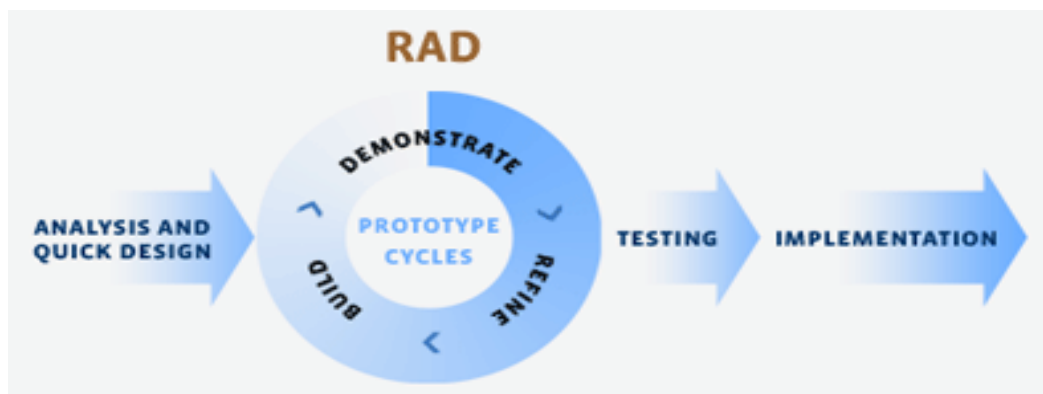 RAD
ANALYSIS AND
QUICK DESIGN
DEMONSTRATE
REFINE
BUILD
PROTOTYPE
CYCLES
TESTING
IMPLEMENTATION